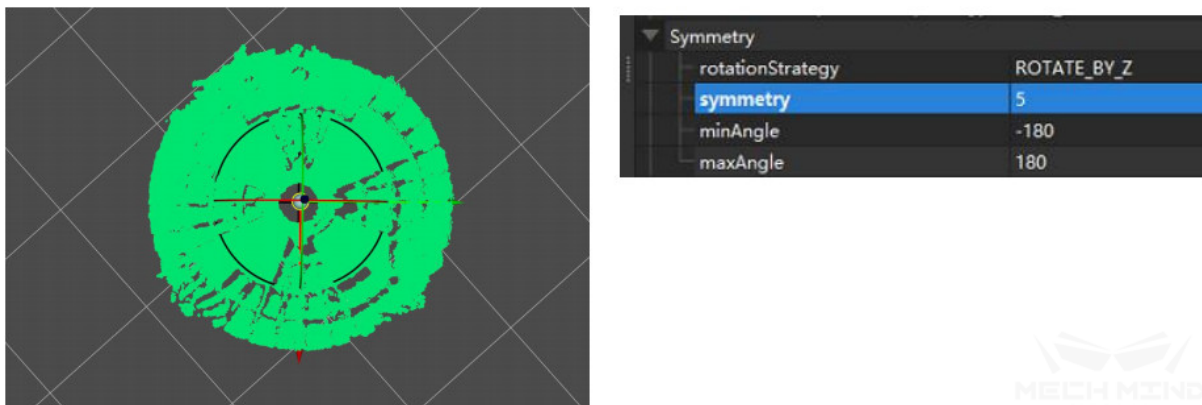 Symmetry
rotationStrategy ROTATE_BY_Z
symmetry 5
minAngle -180
maxAngle 180
MECH MIND